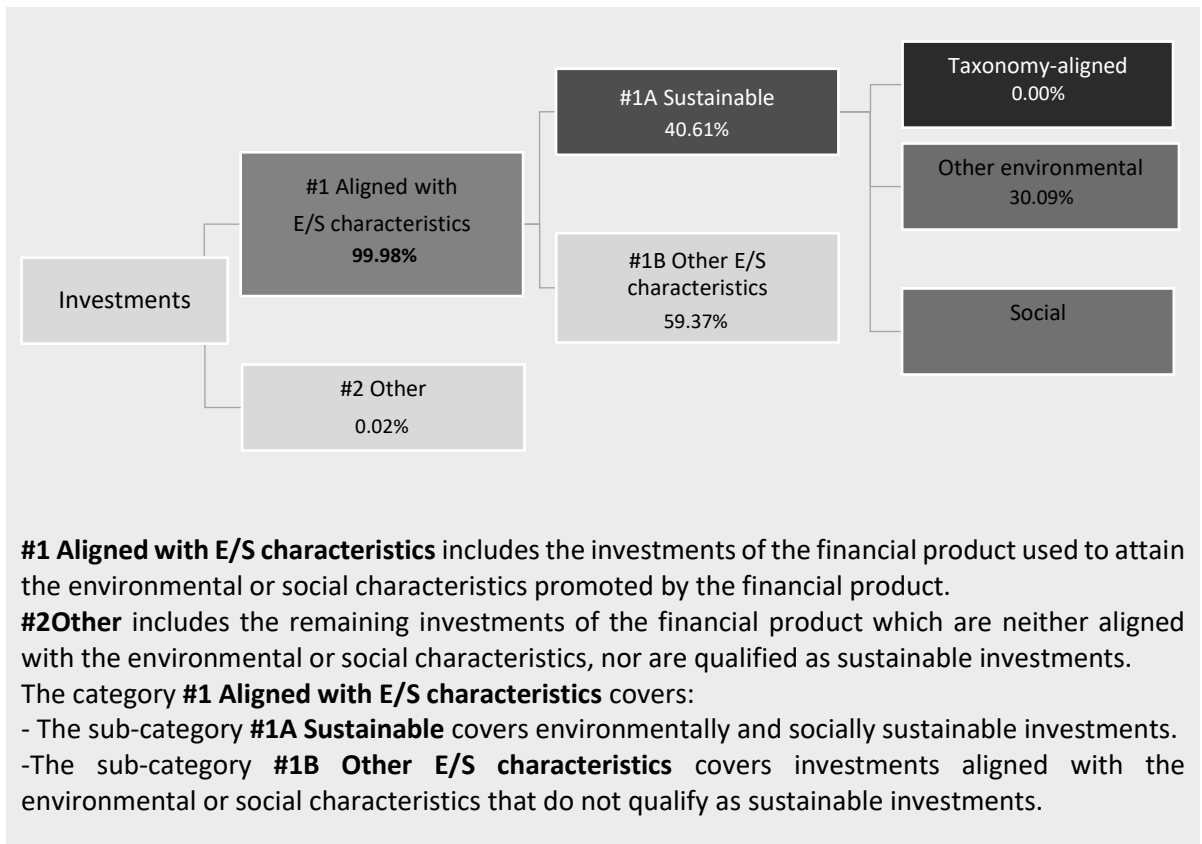 Investments
#1 Aligned with
E/S characteristics
99.98%
#2 Other
0.02%
#1A Sustainable
40.61%
#1B Other E/S
characteristics
59.37%
Taxonomy-aligned
0.00%
Other environmental
30.09%
Social
#1 Aligned with E/S characteristics includes the investments of the financial product used to attain
the environmental or social characteristics promoted by the financial product.
#2Other includes the remaining investments of the financial product which are neither aligned
with the environmental or social characteristics, nor are qualified as sustainable investments.
The category #1 Aligned with E/S characteristics covers:
- The sub-category #1A Sustainable covers environmentally and socially sustainable investments.
-The sub-category #1B Other E/S characteristics covers investments aligned with the
environmental or social characteristics that do not qualify as sustainable investments.